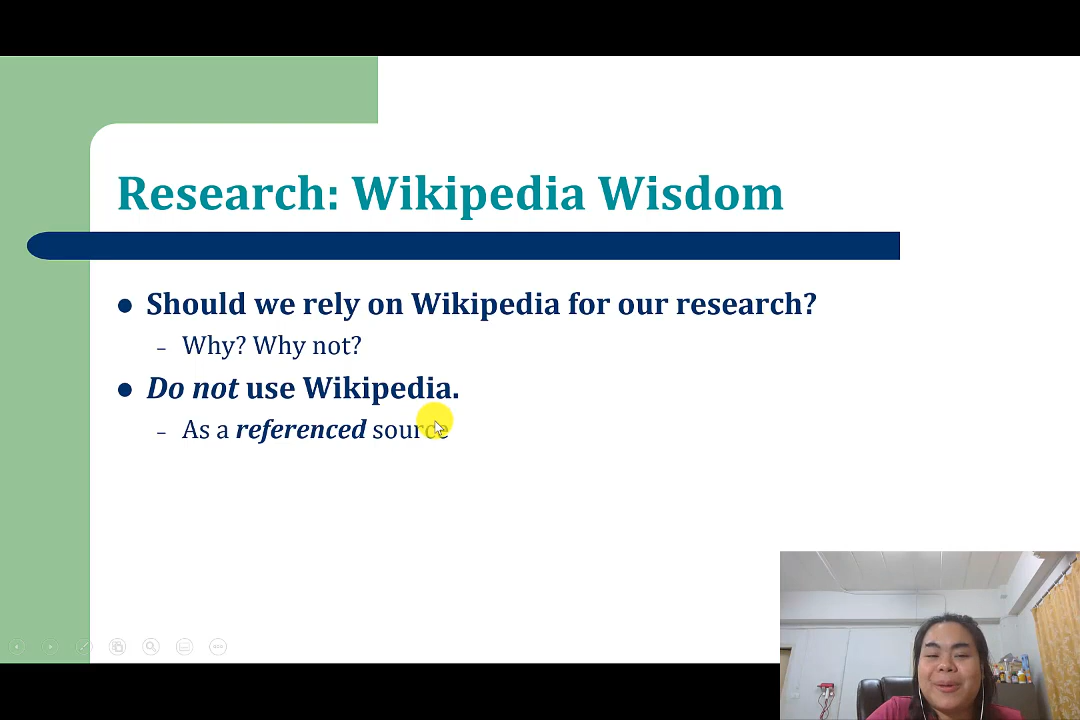 Research: Wikipedia Wisdom
Should we rely on Wikipedia for our research?
Why? Why not?
Do not use Wikipedia.
As a referenced source